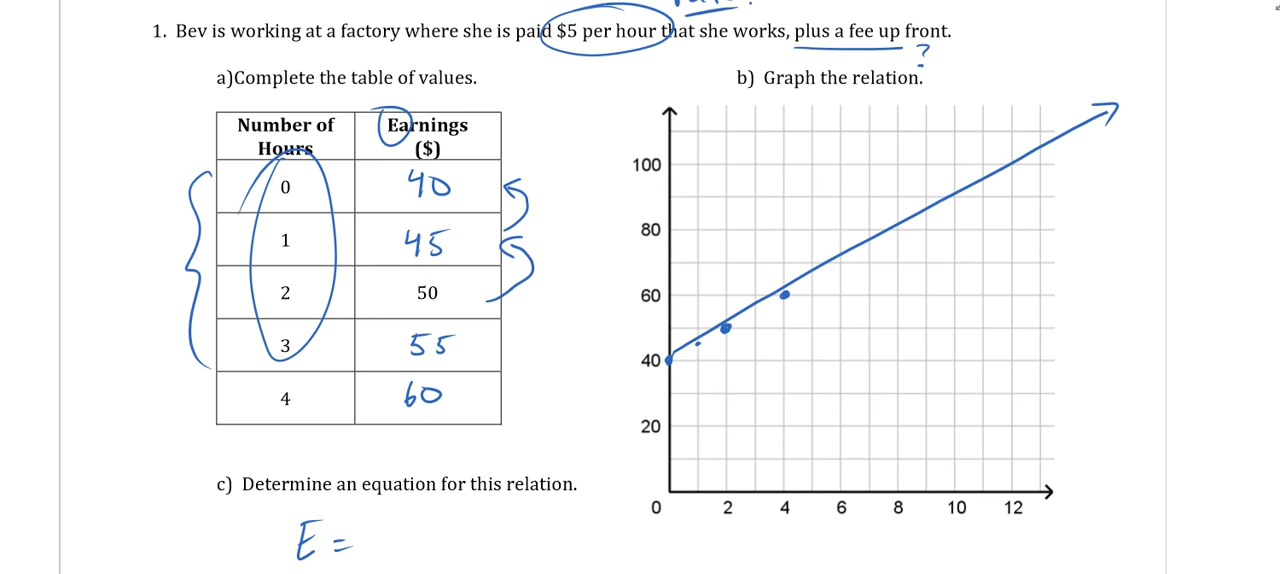 1. Bev is working at a factory where she is paid $5 per hour that she works, plus a fee up front.
?
a)Complete the table of values.
b) Graph the relation.
Number of Hours Earnings ($)
0 40
1 45
2 50
3 55
4 60
100
80
60
40
20
0 2 4 6 8 10 12
c) Determine an equation for this relation.
E =